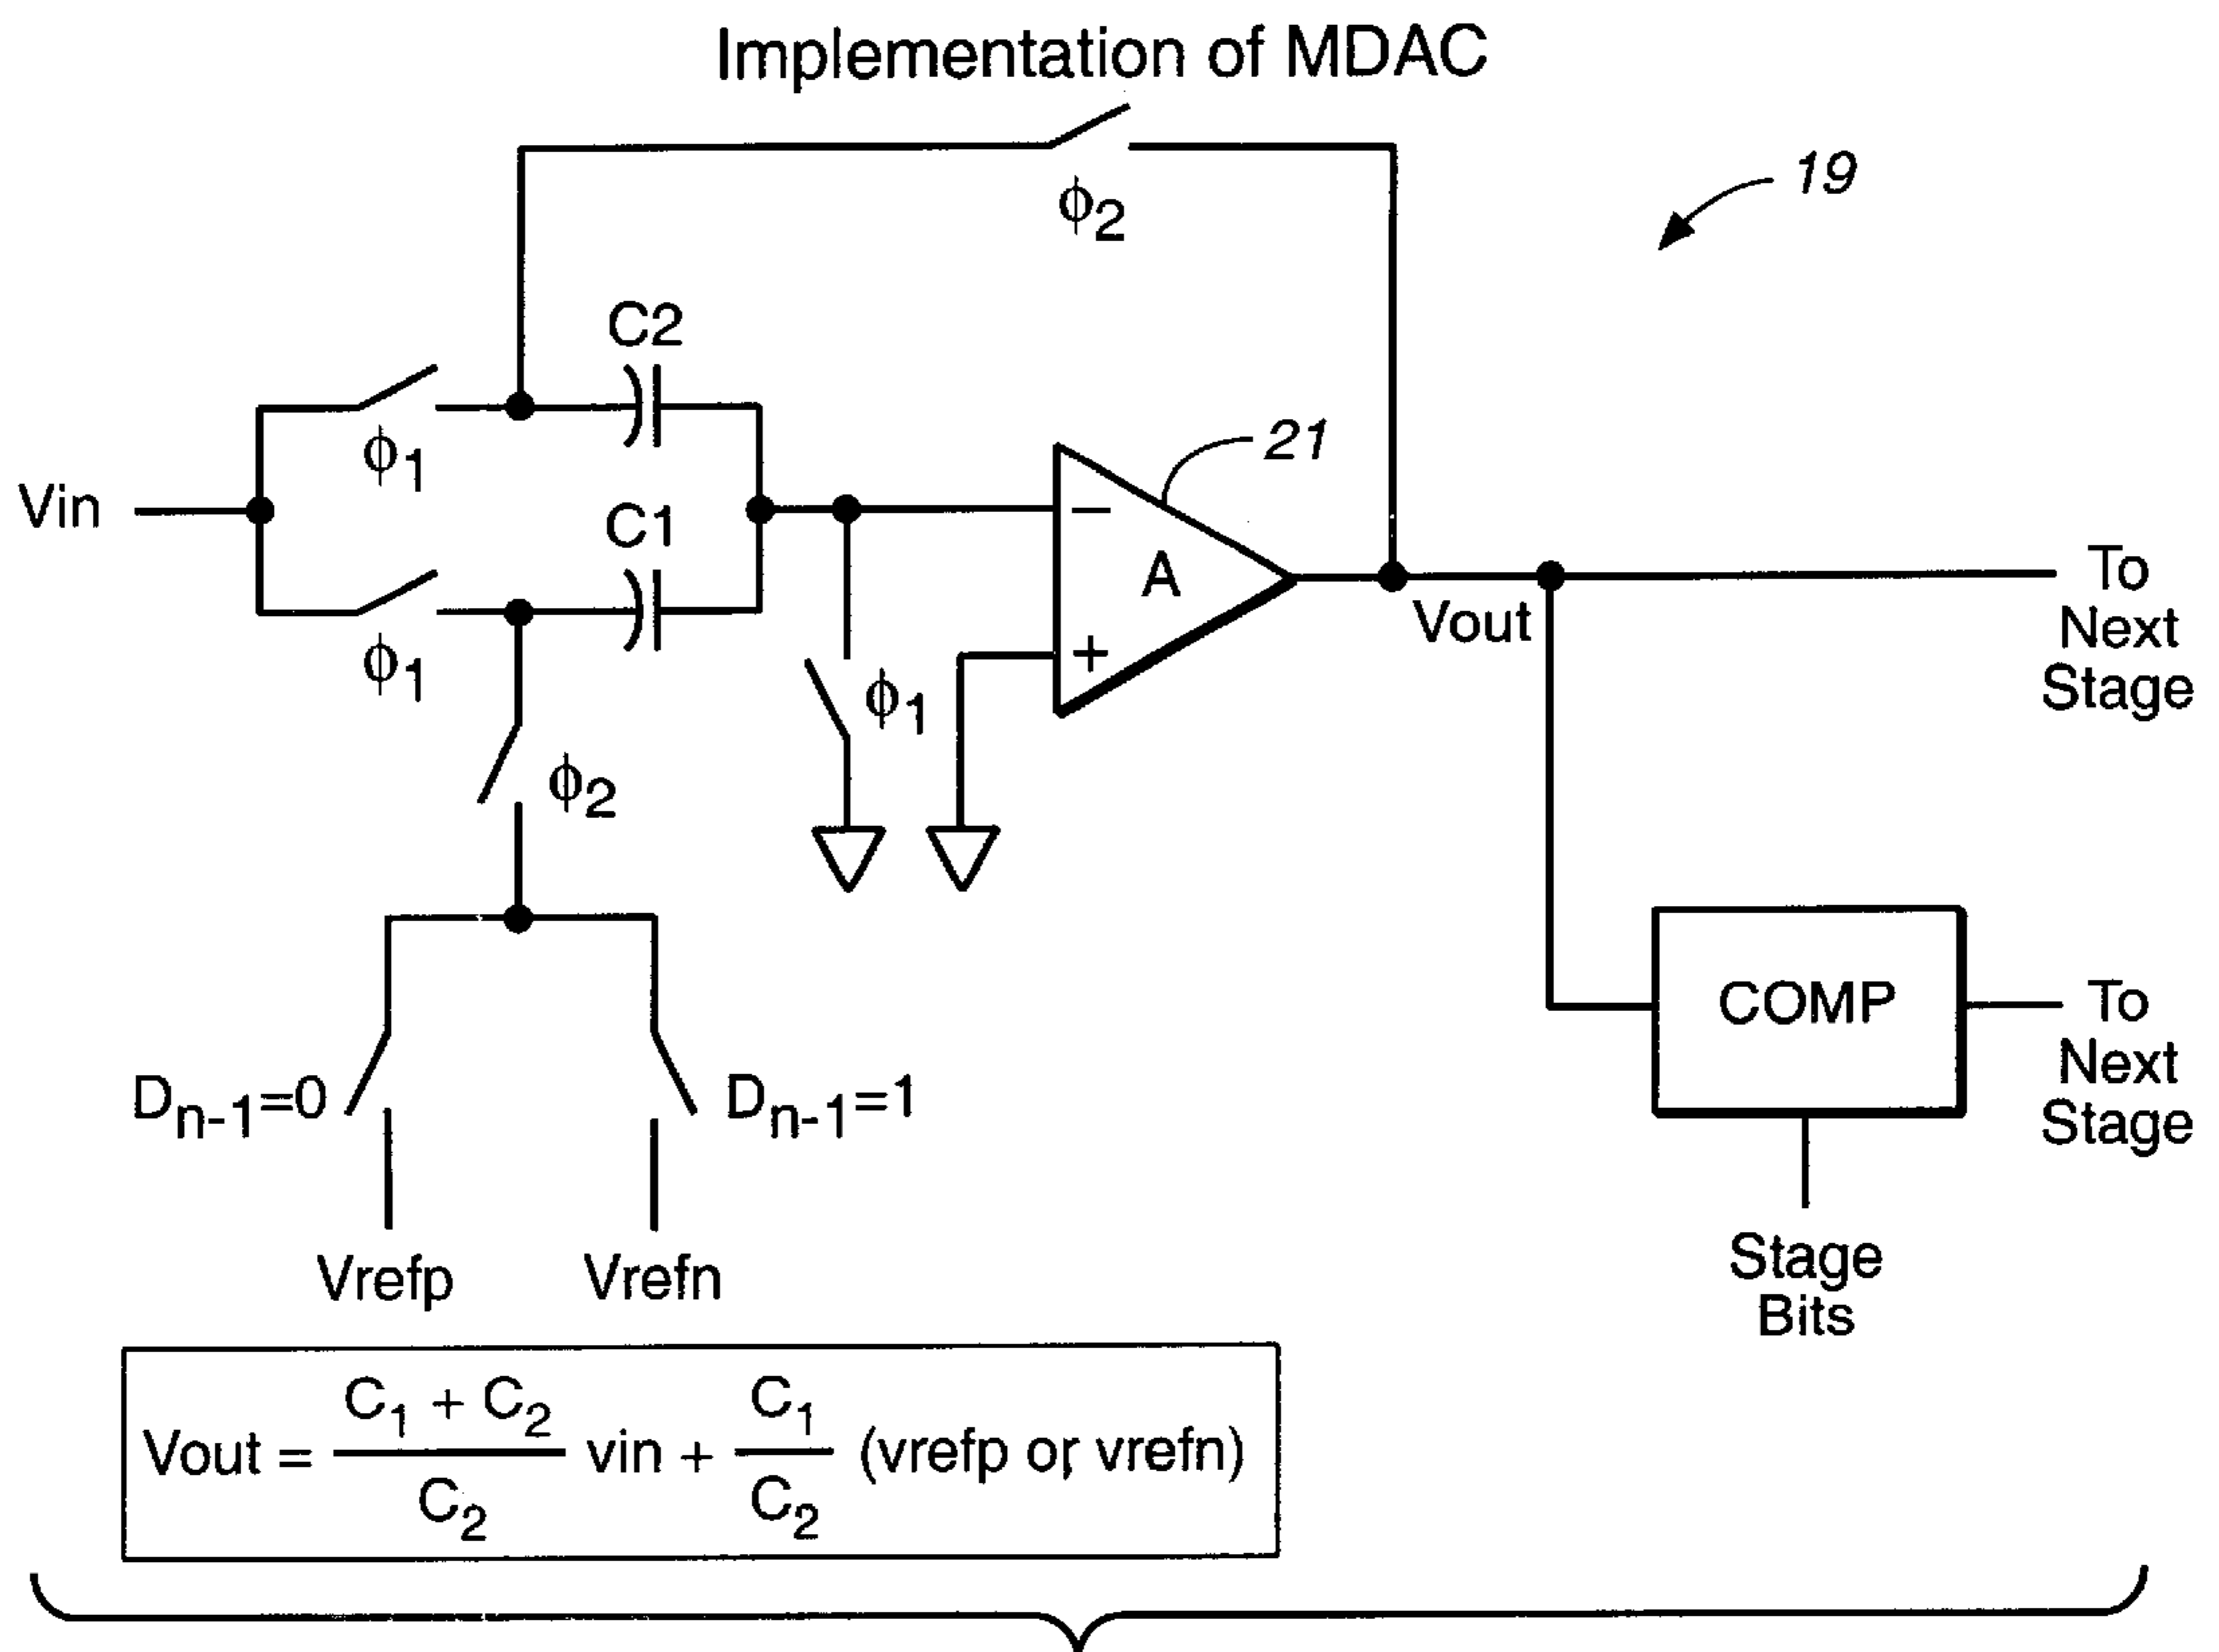 Implementation of MDAC
19
ϕ2
C2
ϕ1
21
Vin
C1
A
−
+
Vout
To
Next
Stage
ϕ1
ϕ1
ϕ2
COMP
To
Next
Stage
Dn-1=0
Dn-1=1
Vrefp
Vrefn
Stage
Bits
Vout = C1 + C2 / C2 vin + C1 / C2 (vrefp or vrefn)